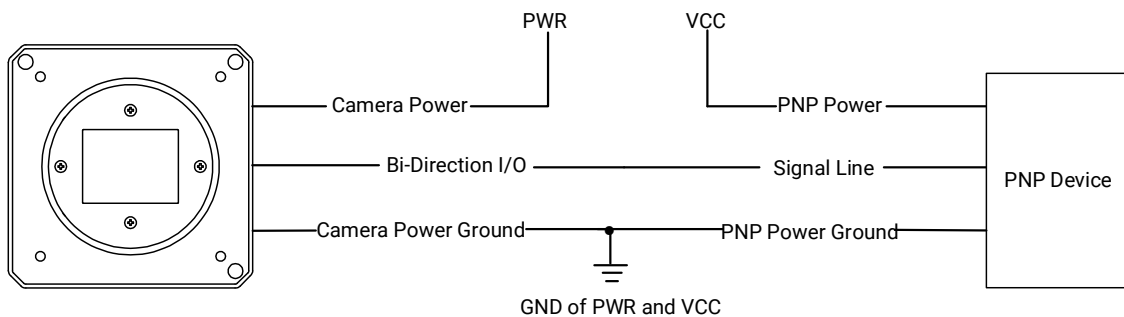 PWR
VCC
Camera Power
PNP Power
Bi-Direction I/O
Signal Line
PNP Device
Camera Power Ground
PNP Power Ground
GND of PWR and VCC